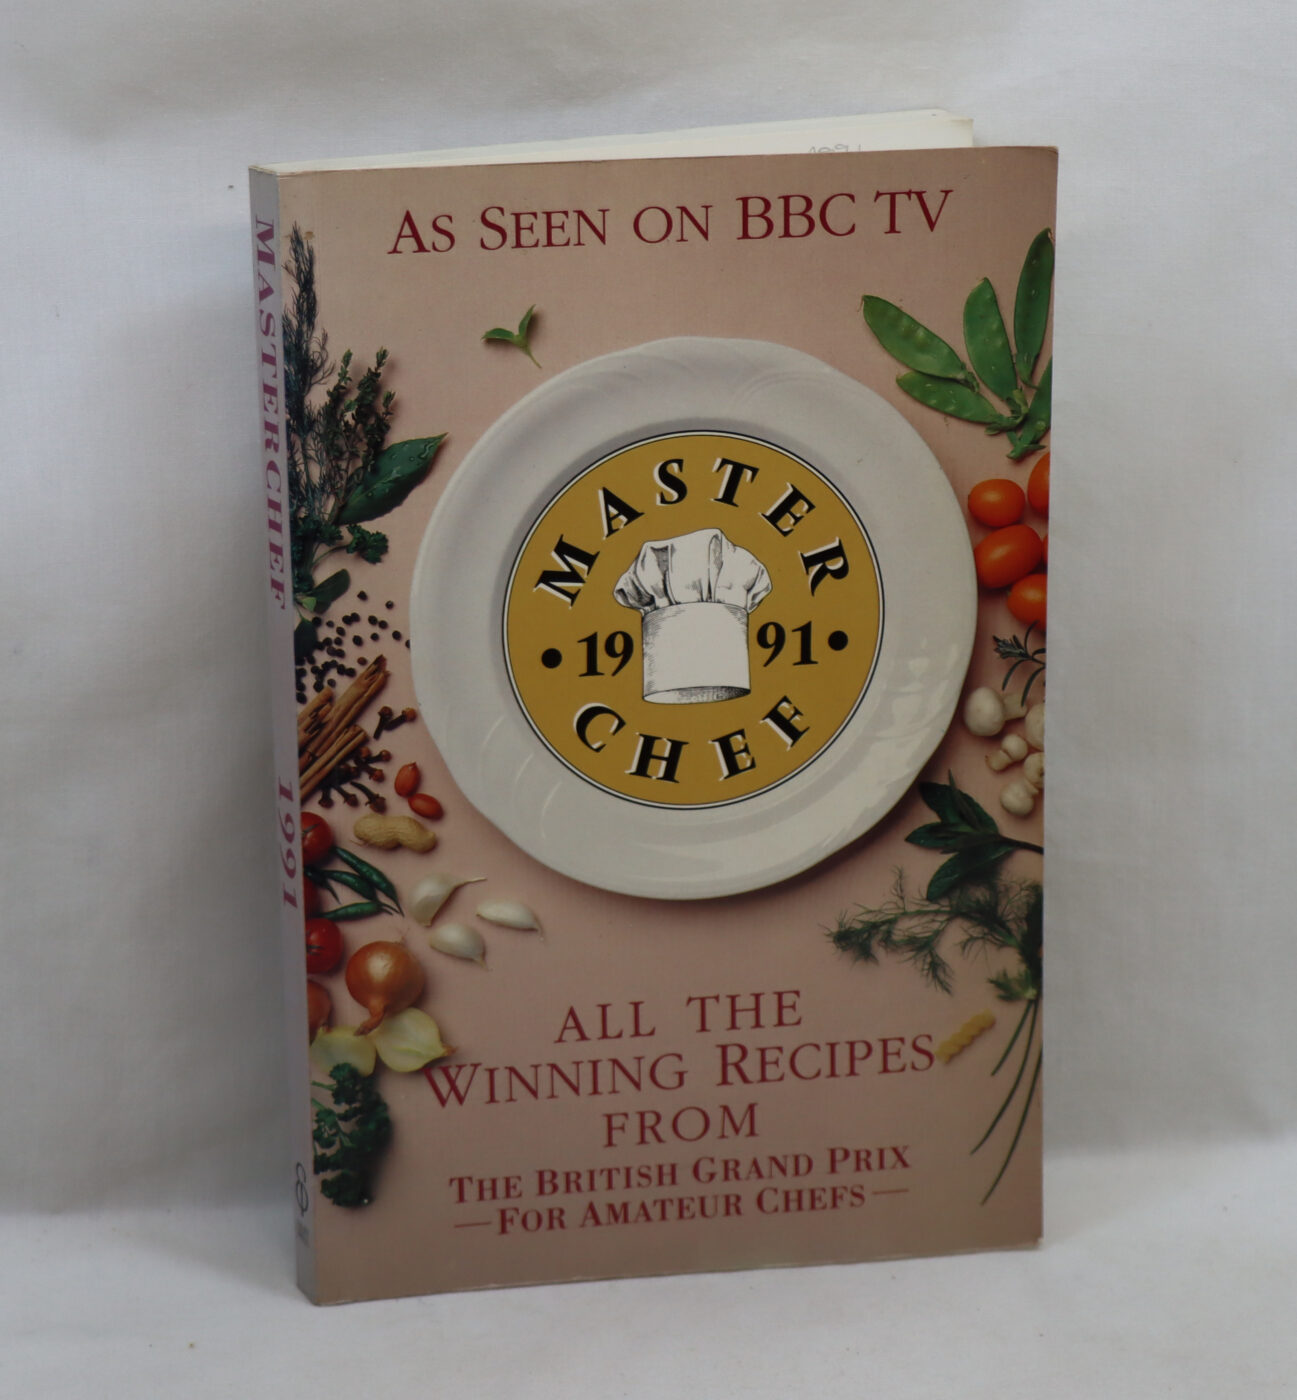 AS SEEN ON BBC TV
MASTER
19 91
CHEF
ALL THE
WINNING RECIPES
FROM
THE BRITISH GRAND PRIX
—FOR AMATEUR CHEFS—
MASTERCHEF 1991